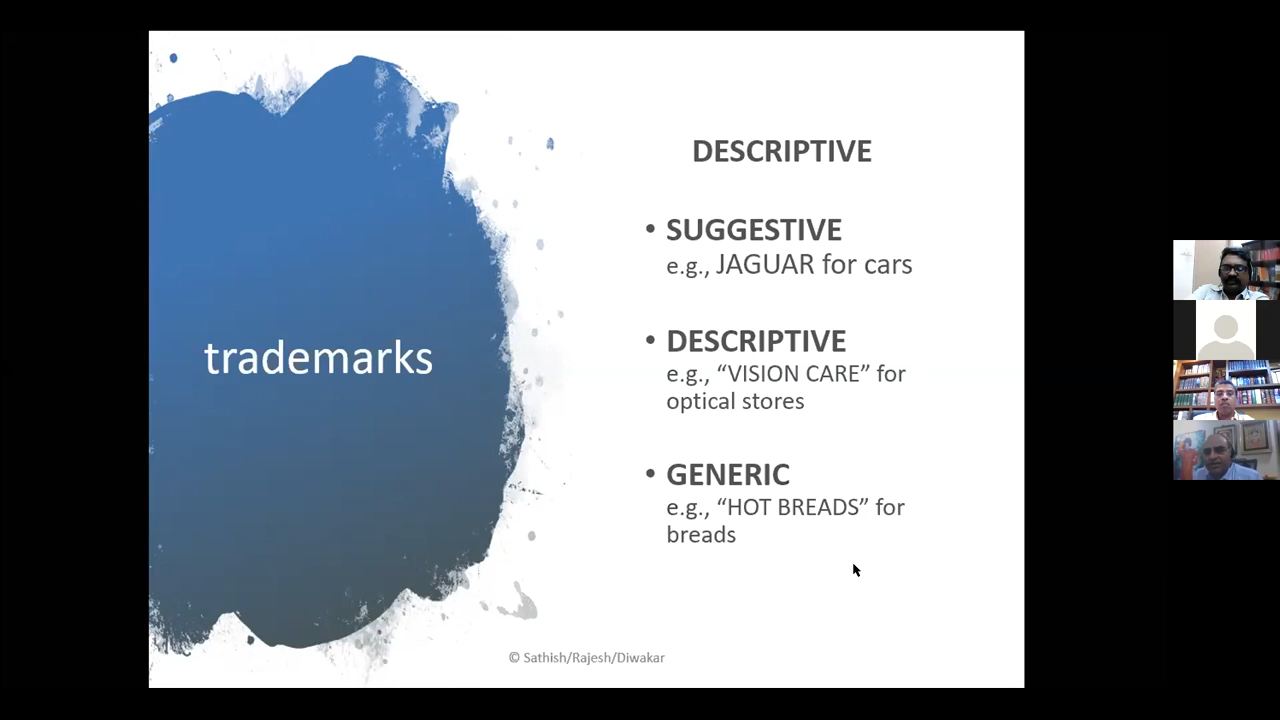 trademarks
DESCRIPTIVE
• SUGGESTIVE
e.g., JAGUAR for cars
• DESCRIPTIVE
e.g., “VISION CARE” for
optical stores
• GENERIC
e.g., “HOT BREADS” for
breads
© Sathish/Rajesh/Diwakar